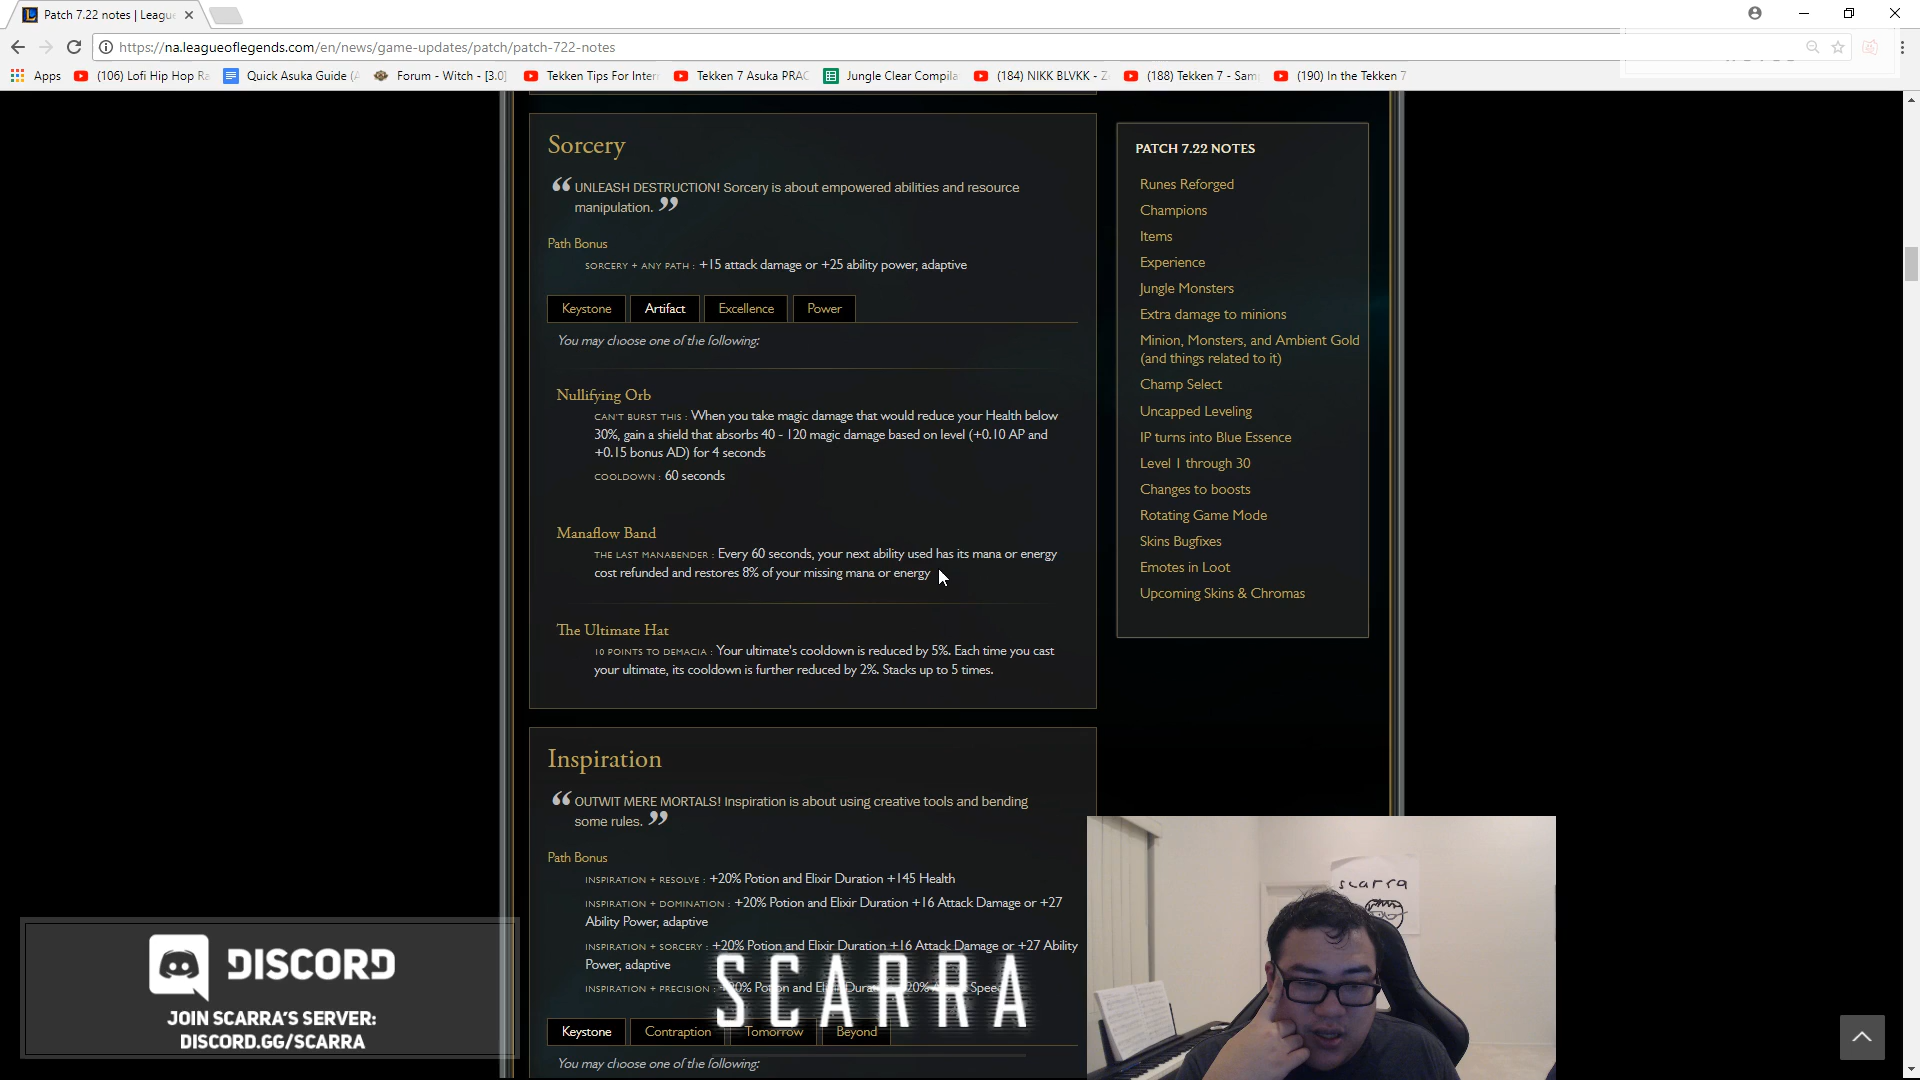 Patch 7.22 notes | Leagu
https://na.leagueoflegends.com/en/news/game-updates/patch/patch-722-notes
Apps
(106) Lofi Hip Hop Ra
Quick Asuka Guide (A
Forum - Witch - [3.0]
Tekken Tips For Inter
Tekken 7 Asuka PRAC
Jungle Clear Compila
(184) NIKK BLVKK - Z
(188) Tekken 7 - Sam
(190) In the Tekken 7
Sorcery
“ UNLEASH DESTRUCTION! Sorcery is about empowered abilities and resource
manipulation. ”
Path Bonus
SORCERY + ANY PATH : +15 attack damage or +25 ability power, adaptive
Keystone
Artifact
Excellence
Power
You may choose one of the following:
Nullifying Orb
CAN'T BURST THIS : When you take magic damage that would reduce your Health below
30%, gain a shield that absorbs 40 - 120 magic damage based on level (+0.10 AP and
+0.15 bonus AD) for 4 seconds
COOLDOWN : 60 seconds
Manaflow Band
THE LAST MANABENDER : Every 60 seconds, your next ability used has its mana or energy
cost refunded and restores 8% of your missing mana or energy
The Ultimate Hat
10 POINTS TO DEMACIA : Your ultimate's cooldown is reduced by 5%. Each time you cast
your ultimate, its cooldown is further reduced by 2%. Stacks up to 5 times.
Inspiration
“ OUTWIT MERE MORTALS! Inspiration is about using creative tools and bending
some rules. ”
Path Bonus
INSPIRATION + RESOLVE : +20% Potion and Elixir Duration +145 Health
INSPIRATION + DOMINATION : +20% Potion and Elixir Duration +16 Attack Damage or +27
Ability Power, adaptive
INSPIRATION + SORCERY : +20% Potion and Elixir Duration +16 Attack Damage or +27 Ability
Power, adaptive
INSPIRATION + PRECISION : +20% Potion and Elixir Duration +20% Attack Speed
Keystone
Contraption
Tomorrow
Beyond
You may choose one of the following:
PATCH 7.22 NOTES
Runes Reforged
Champions
Items
Experience
Jungle Monsters
Extra damage to minions
Minion, Monsters, and Ambient Gold
(and things related to it)
Champ Select
Uncapped Leveling
IP turns into Blue Essence
Level 1 through 30
Changes to boosts
Rotating Game Mode
Skins Bugfixes
Emotes in Loot
Upcoming Skins & Chromas
DISCORD
JOIN SCARRA'S SERVER:
DISCORD.GG/SCARRA
SCARRA
scarra